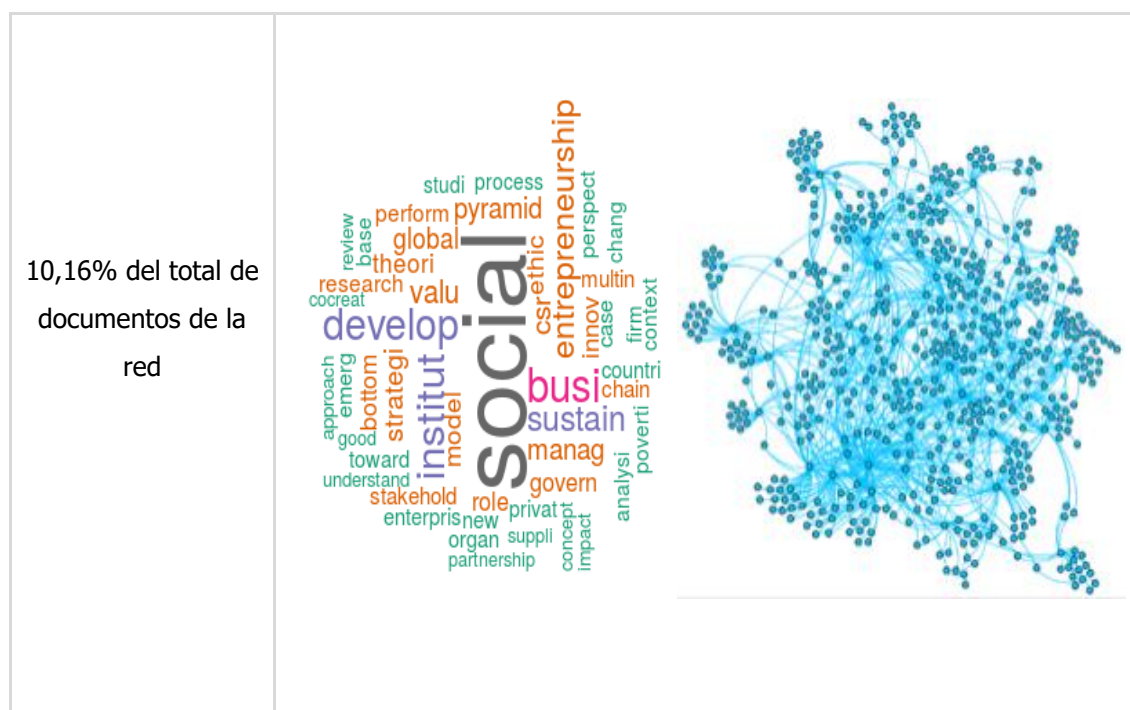 10,16% del total de
documentos de la
red
studi process
perform pyramid
review
base
global
theori
research valu
cocreat
develop
social
ethic
csr
entrepreneurship
perspect
chang
multin
innov
case
firm
context
approach
emerg
bottom
strategi
institut
model
busi
countri
chain
sustain
good
toward
understand
manag
analysi
poverti
stakehold
role
govern
enterpris
new
privat
organ
suppli
concept
impact
partnership